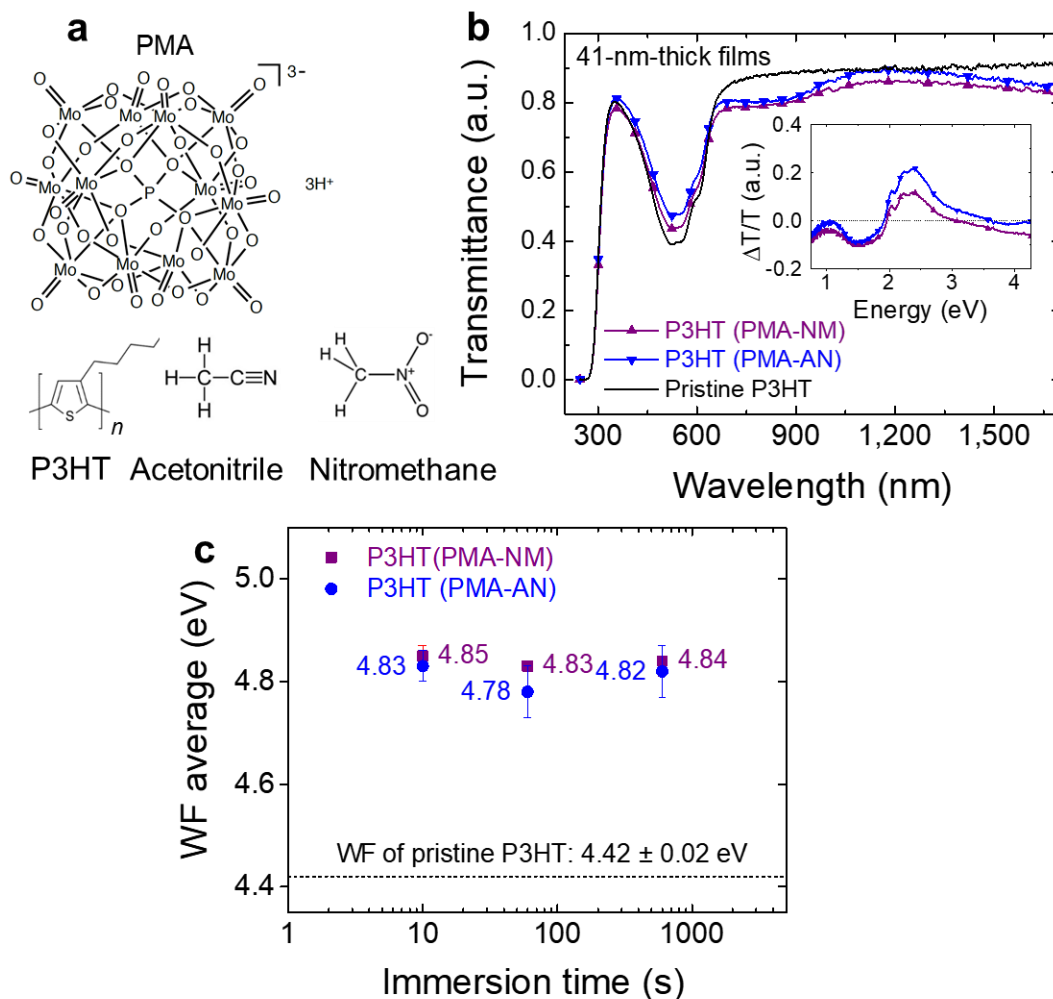 a
PMA
3−
3H⁺
O
Mo
P
S
n
P3HT Acetonitrile Nitromethane
H
H
H
C
C≡N
H
H
H
C
N⁺
O⁻
O
b
41-nm-thick films
Transmittance (a.u.)
1.0
0.8
0.6
0.4
0.2
0.0
300 600 900 1,200 1,500
Wavelength (nm)
P3HT (PMA-NM)
P3HT (PMA-AN)
Pristine P3HT
ΔT/T (a.u.)
0.4
0.2
0.0
-0.2
1 2 3 4
Energy (eV)
c
P3HT(PMA-NM)
P3HT (PMA-AN)
WF average (eV)
5.0
4.8
4.6
4.4
4.83
4.85
4.78
4.83
4.82
4.84
WF of pristine P3HT: 4.42 ± 0.02 eV
1 10 100 1000
Immersion time (s)